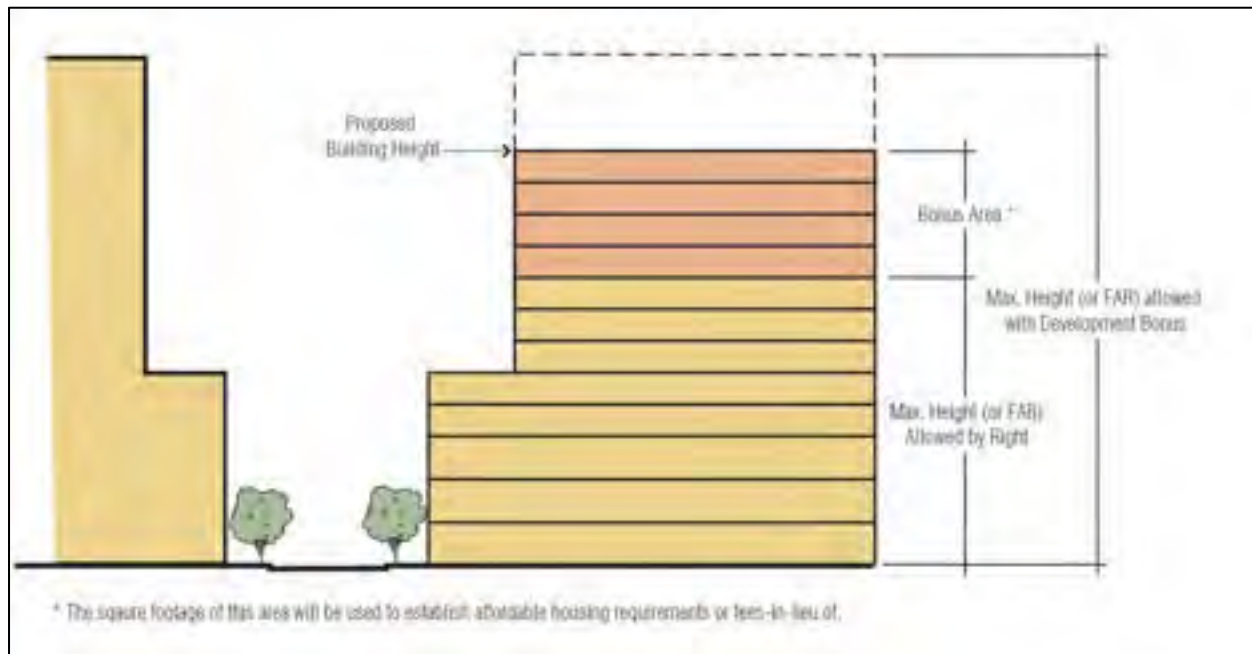 Proposed
Building Height
Bonus Area *
Max. Height (or FAR) allowed
with Development Bonus
Max. Height (or FAR)
Allowed by Right
* The sqaure footage of this area will be used to establish affordable housing requirements or fees-in-lieu of.